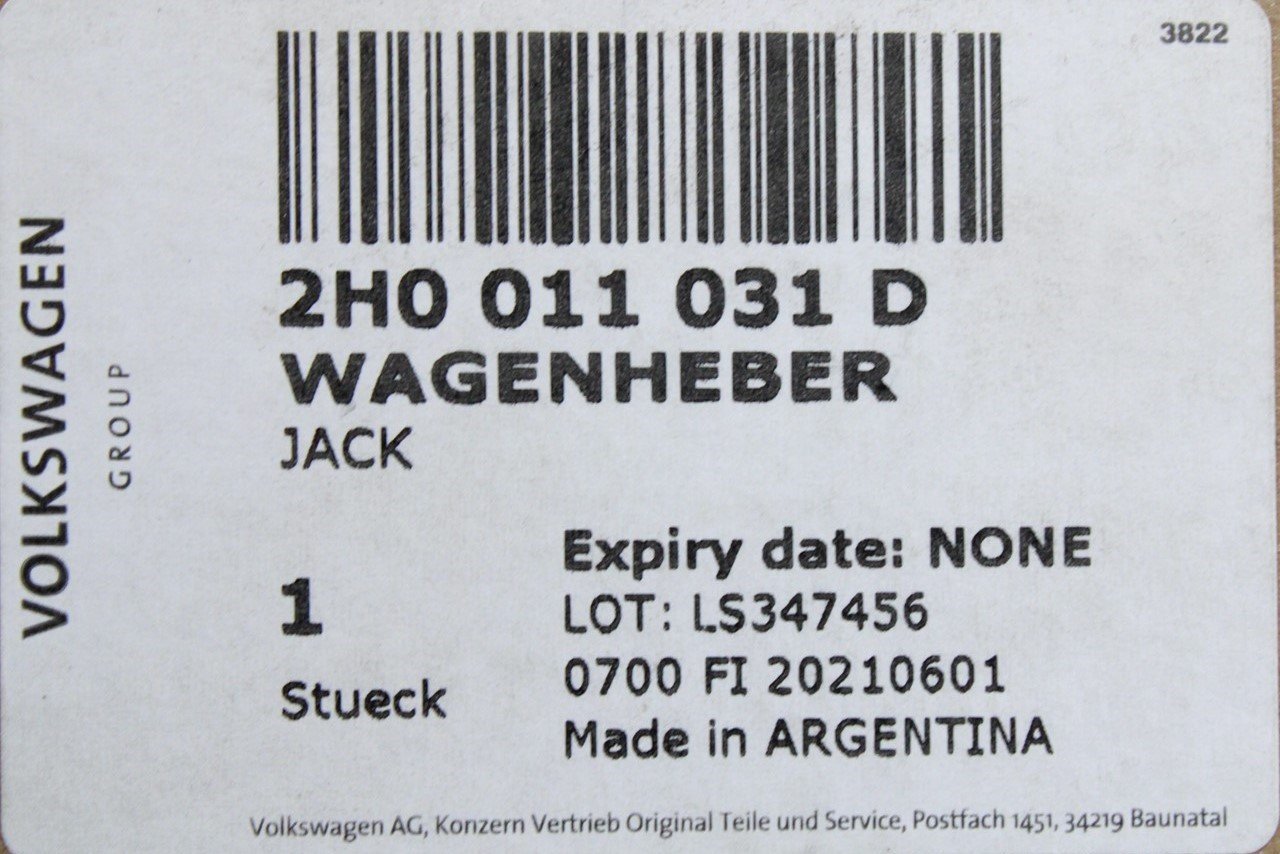 3822
VOLKSWAGEN
GROUP
2H0 011 031 D
WAGENHEBER
JACK
1
Stueck
Expiry date: NONE
LOT: LS347456
0700 FI 20210601
Made in ARGENTINA
Volkswagen AG, Konzern Vertrieb Original Teile und Service, Postfach 1451, 34219 Baunatal